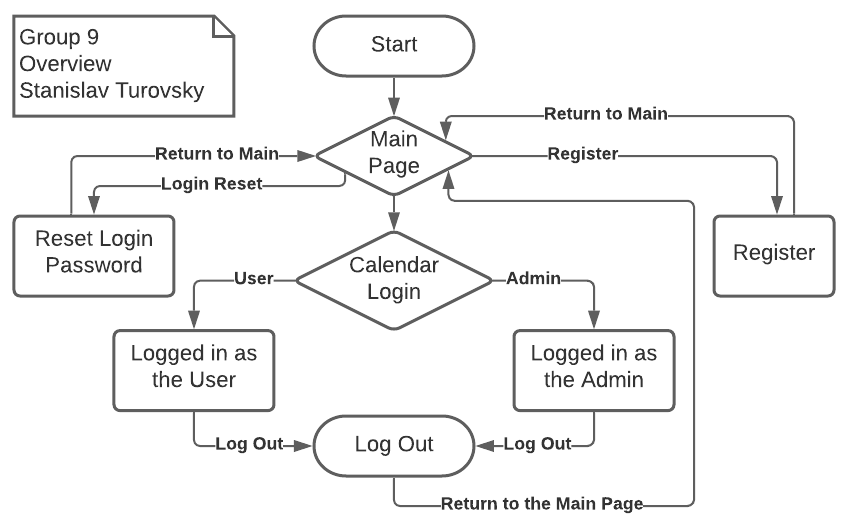 Group 9
Overview
Stanislav Turovsky
Start
Return to Main
Main
Page
Return to Main
Register
Login Reset
Reset Login
Password
Register
Calendar
Login
User
Admin
Logged in as
the User
Logged in as
the Admin
Log Out
Log Out
Log Out
Return to the Main Page